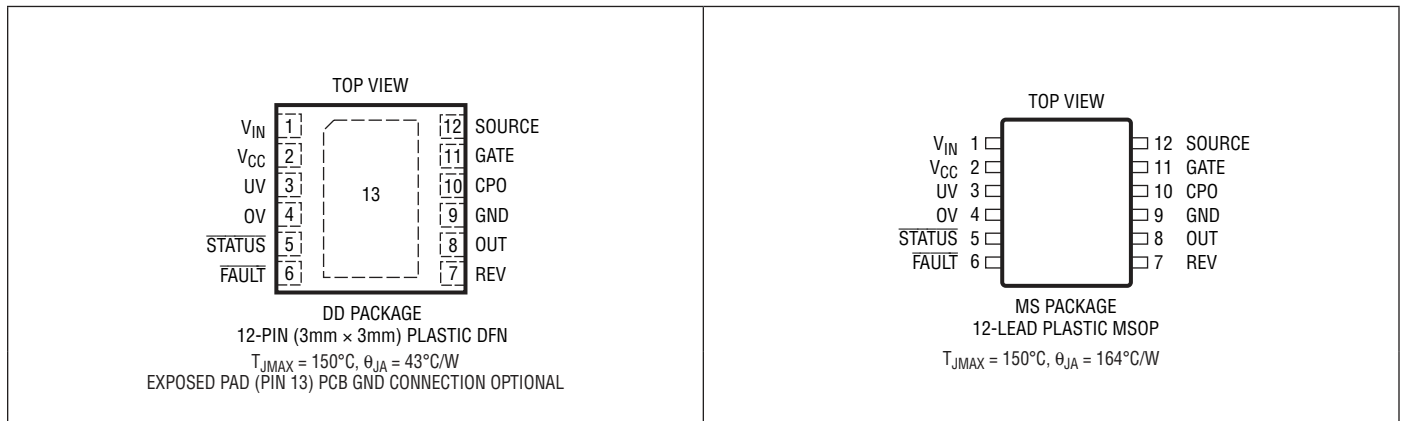 TOP VIEW
V_IN 1 12 SOURCE
V_CC 2 11 GATE
UV 3 10 CPO
13
OV 4 9 GND
S̅T̅A̅T̅U̅S̅ 5 8 OUT
F̅A̅U̅L̅T̅ 6 7 REV
DD PACKAGE
12-PIN (3mm × 3mm) PLASTIC DFN
T_JMAX = 150°C, θ_JA = 43°C/W
EXPOSED PAD (PIN 13) PCB GND CONNECTION OPTIONAL
TOP VIEW
V_IN 1 12 SOURCE
V_CC 2 11 GATE
UV 3 10 CPO
OV 4 9 GND
S̅T̅A̅T̅U̅S̅ 5 8 OUT
F̅A̅U̅L̅T̅ 6 7 REV
MS PACKAGE
12-LEAD PLASTIC MSOP
T_JMAX = 150°C, θ_JA = 164°C/W